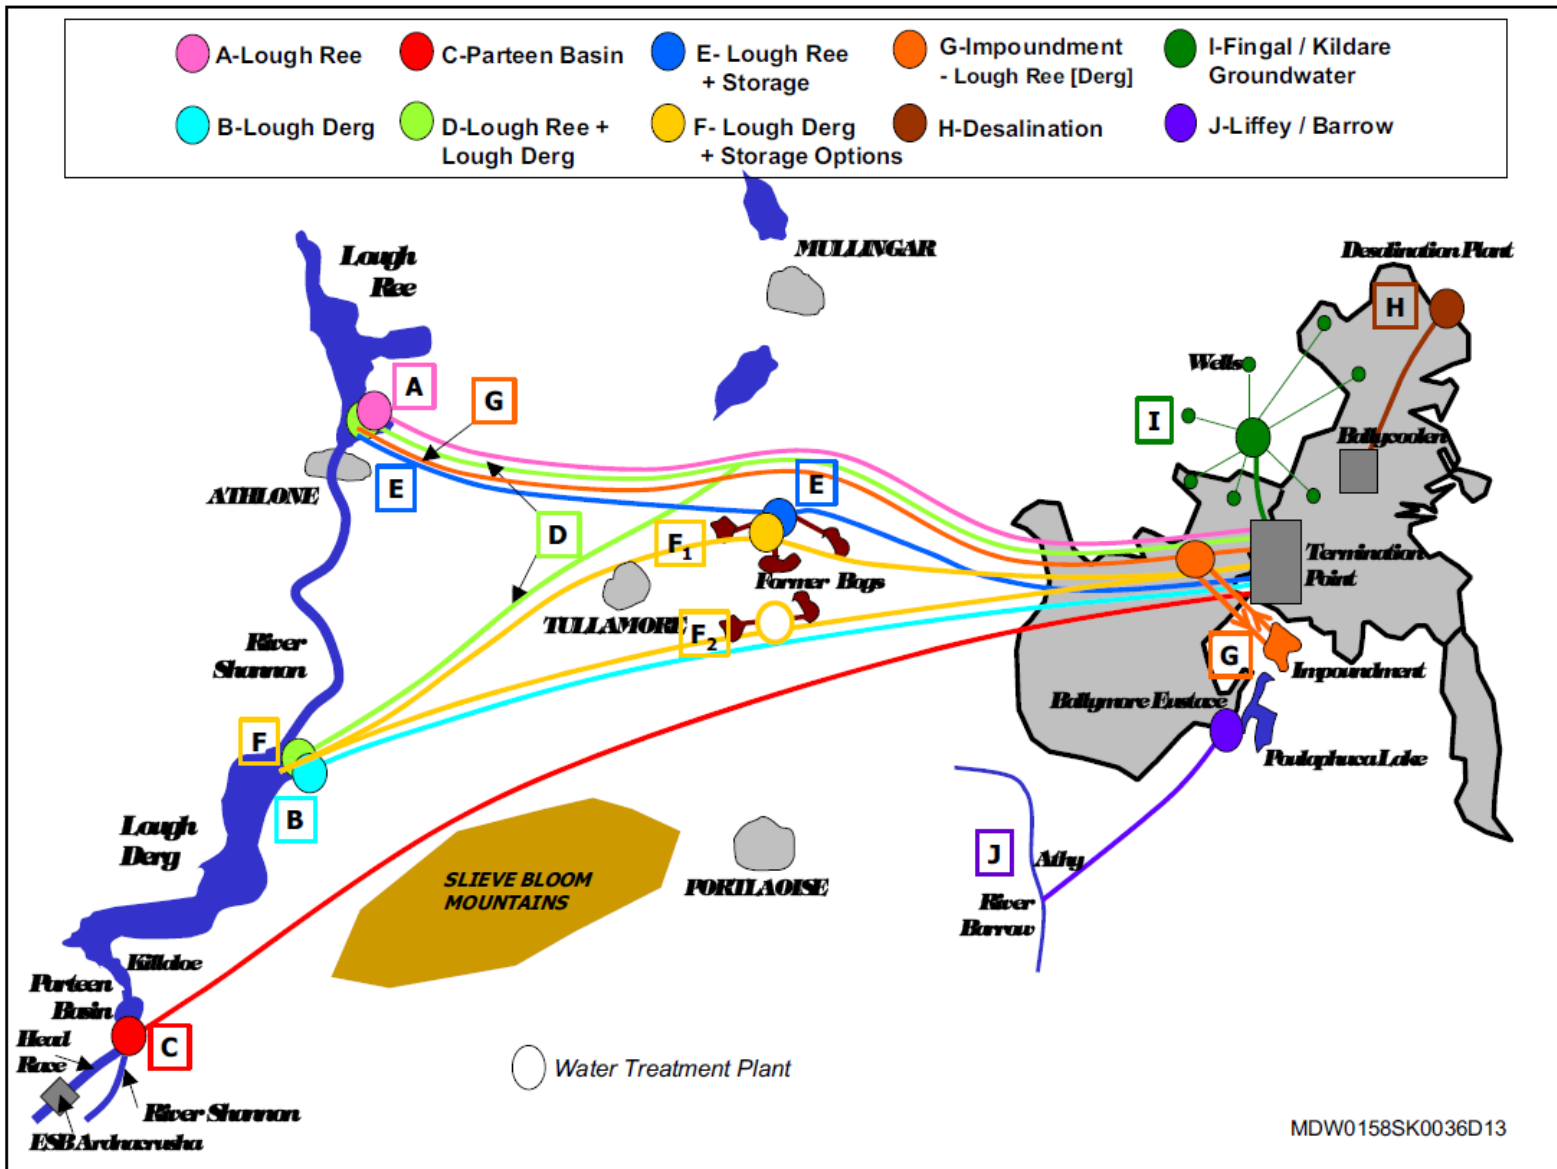 A-Lough Ree
C-Parteen Basin
E- Lough Ree
+ Storage
G-Impoundment
- Lough Ree [Derg]
I-Fingal / Kildare
Groundwater
B-Lough Derg
D-Lough Ree +
Lough Derg
F- Lough Derg
+ Storage Options
H-Desalination
J-Liffey / Barrow
Lough
Ree
MULLINGAR
Desalination Plant
H
A
G
Wells
I
Ballycoolen
E
ATHLONE
E
D
F1
Former Bogs
Termination
Point
TULLAMORE
F2
River
Shannon
G
Impoundment
Ballymore Eustace
F
Poulaphuca Lake
B
Lough
Derg
SLIEVE BLOOM
MOUNTAINS
PORTLAOISE
J
Athy
River
Barrow
Killaloe
Parteen
Basin
Head
Race
C
Water Treatment Plant
River Shannon
ESB Ardnacrusha
MDW0158SK0036D13